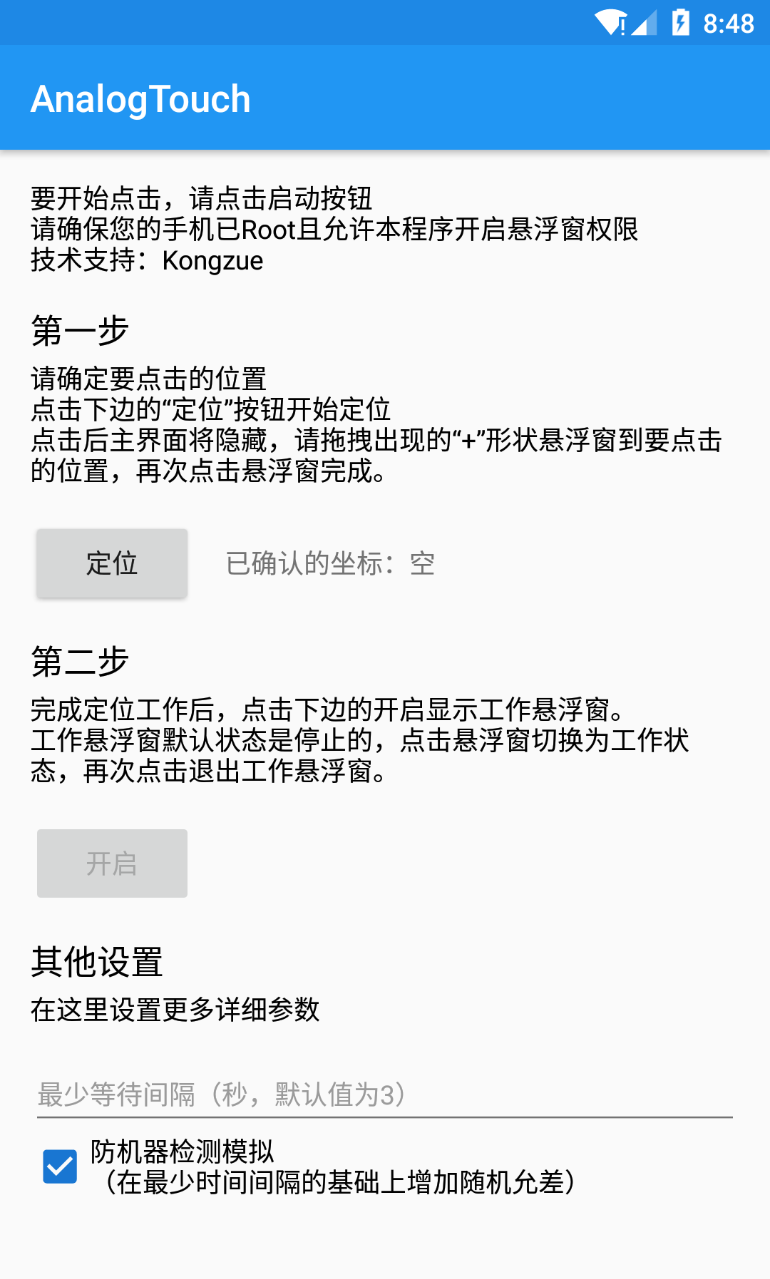 8:48
AnalogTouch
要开始点击，请点击启动按钮
请确保您的手机已Root且允许本程序开启悬浮窗权限
技术支持：Kongzue
第一步
请确定要点击的位置
点击下边的“定位”按钮开始定位
点击后主界面将隐藏，请拖拽出现的“+”形状悬浮窗到要点击
的位置，再次点击悬浮窗完成。
定位
已确认的坐标：空
第二步
完成定位工作后，点击下边的开启显示工作悬浮窗。
工作悬浮窗默认状态是停止的，点击悬浮窗切换为工作状
态，再次点击退出工作悬浮窗。
开启
其他设置
在这里设置更多详细参数
最少等待间隔（秒，默认值为3）
防机器检测模拟
（在最少时间间隔的基础上增加随机允差）